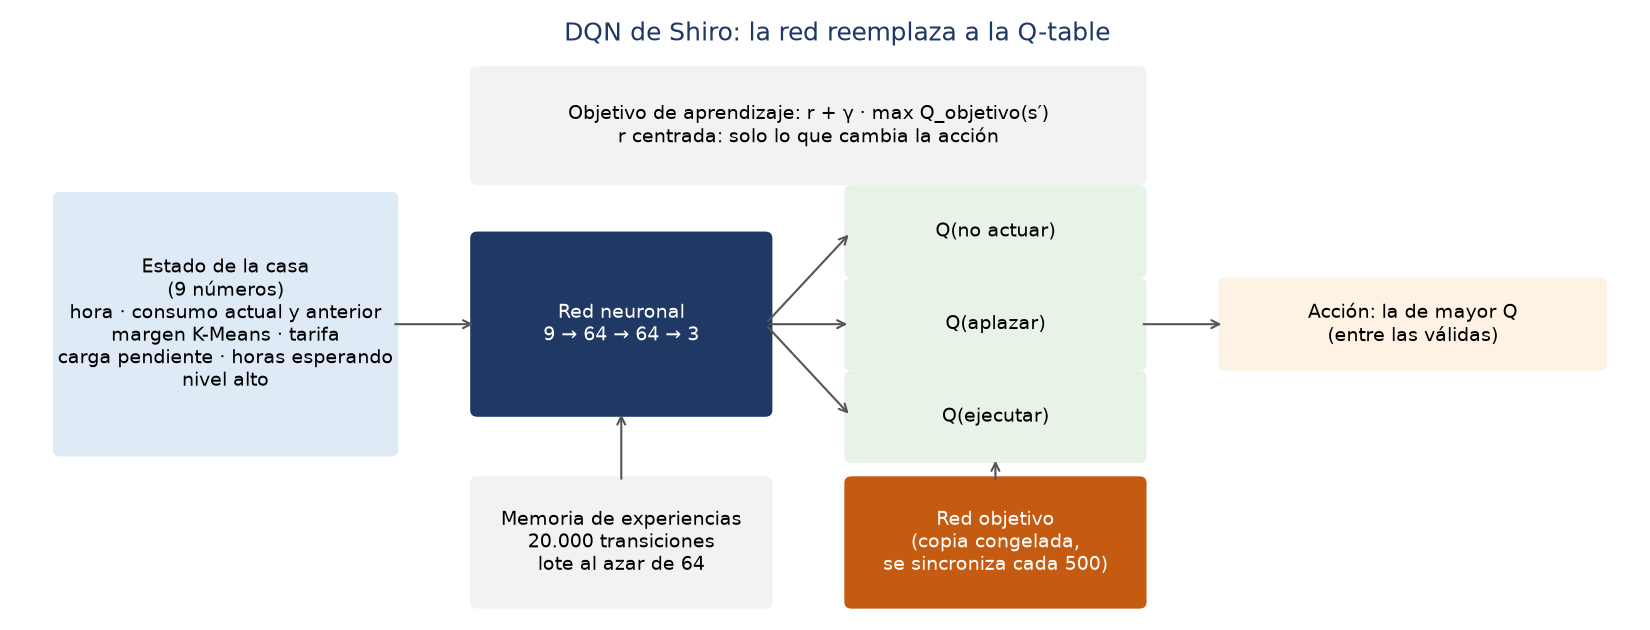 DQN de Shiro: la red reemplaza a la Q-table
Objetivo de aprendizaje: r + γ · max Q_objetivo(s′)
r centrada: solo lo que cambia la acción
Estado de la casa
(9 números)
hora · consumo actual y anterior
margen K-Means · tarifa
carga pendiente · horas esperando
nivel alto
Red neuronal
9 → 64 → 64 → 3
Q(no actuar)
Q(aplazar)
Q(ejecutar)
Acción: la de mayor Q
(entre las válidas)
Memoria de experiencias
20.000 transiciones
lote al azar de 64
Red objetivo
(copia congelada,
se sincroniza cada 500)